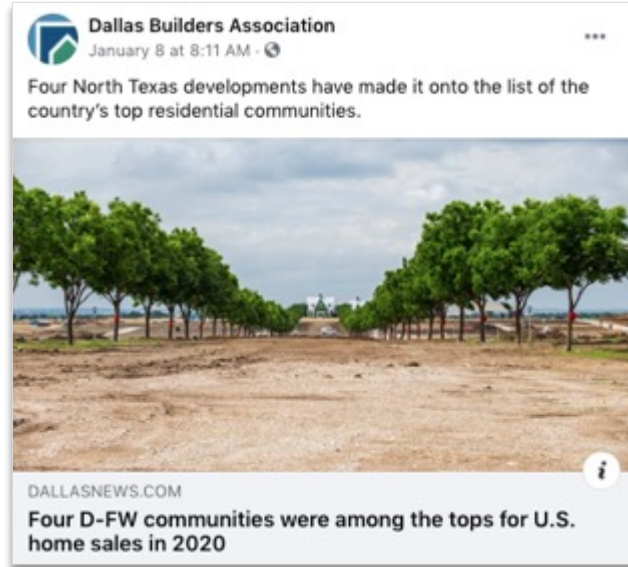 Dallas Builders Association
January 8 at 8:11 AM ·
Four North Texas developments have made it onto the list of the
country's top residential communities.
i
DALLASNEWS.COM
Four D-FW communities were among the tops for U.S.
home sales in 2020